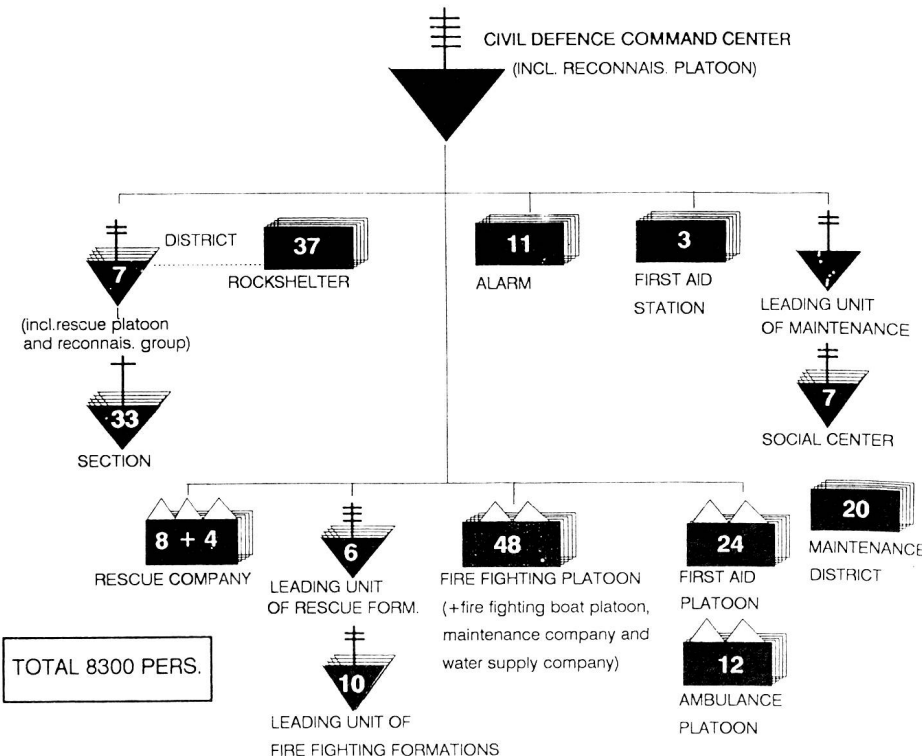 CIVIL DEFENCE COMMAND CENTER
(INCL. RECONNAIS. PLATOON)
DISTRICT
7
(incl.rescue platoon
and reconnais. group)
37
ROCKSHELTER
11
ALARM
3
FIRST AID
STATION
LEADING UNIT
OF MAINTENANCE
33
SECTION
7
SOCIAL CENTER
8 + 4
RESCUE COMPANY
6
LEADING UNIT
OF RESCUE FORM.
48
FIRE FIGHTING PLATOON
(+fire fighting boat platoon,
maintenance company and
water supply company)
24
FIRST AID
PLATOON
20
MAINTENANCE
DISTRICT
TOTAL 8300 PERS.
10
LEADING UNIT OF
FIRE FIGHTING FORMATIONS
12
AMBULANCE
PLATOON